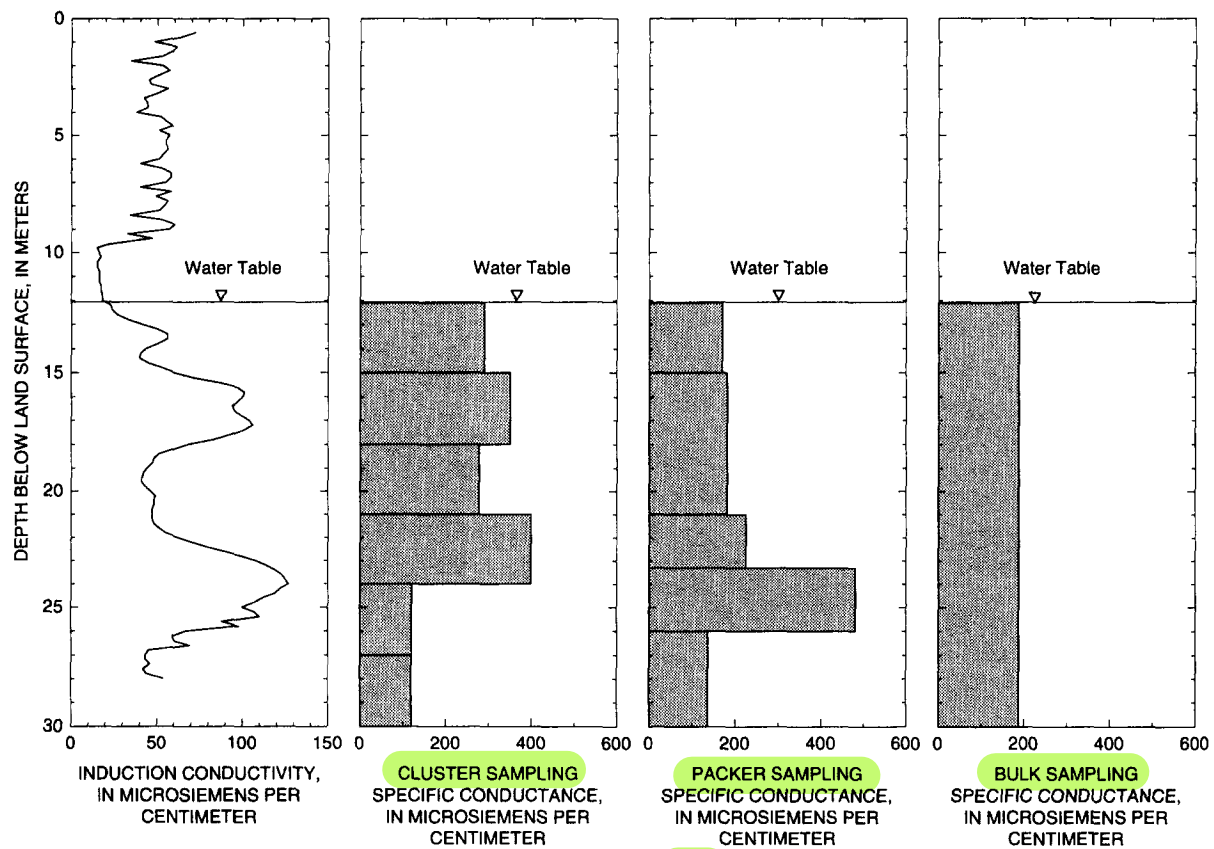 DEPTH BELOW LAND SURFACE, IN METERS
0
5
10
15
20
25
30
Water Table
Water Table
Water Table
Water Table
0 50 100 150
0 200 400 600
0 200 400 600
0 200 400 600
INDUCTION CONDUCTIVITY,
IN MICROSIEMENS PER
CENTIMETER
CLUSTER SAMPLING
SPECIFIC CONDUCTANCE,
IN MICROSIEMENS PER
CENTIMETER
PACKER SAMPLING
SPECIFIC CONDUCTANCE,
IN MICROSIEMENS PER
CENTIMETER
BULK SAMPLING
SPECIFIC CONDUCTANCE,
IN MICROSIEMENS PER
CENTIMETER